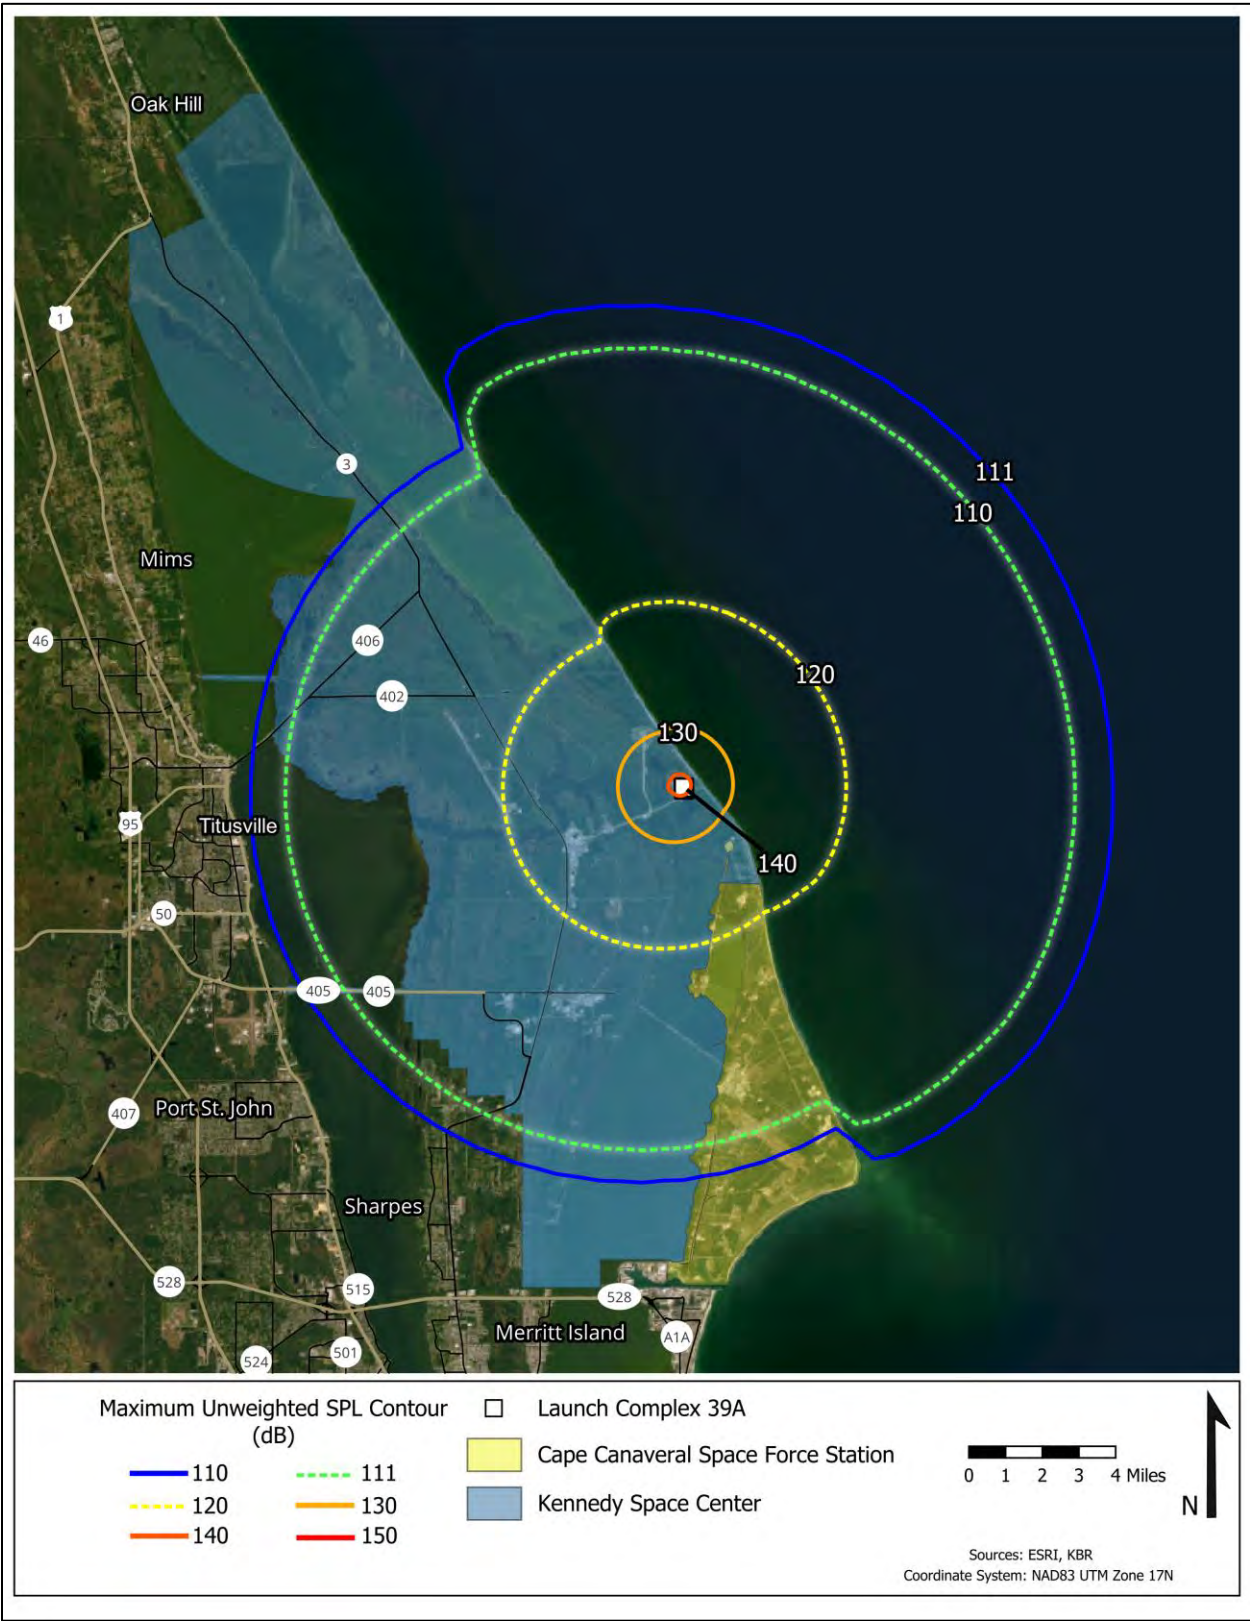 Oak Hill
1
3
111
110
Mims
46
406
402
120
130
95
Titusville
140
50
405
405
407
Port St. John
Sharpes
528
515
528
Merritt Island
A1A
524
501
Maximum Unweighted SPL Contour
(dB)
110
111
120
130
140
150
Launch Complex 39A
Cape Canaveral Space Force Station
Kennedy Space Center
0 1 2 3 4 Miles
N
Sources: ESRI, KBR
Coordinate System: NAD83 UTM Zone 17N